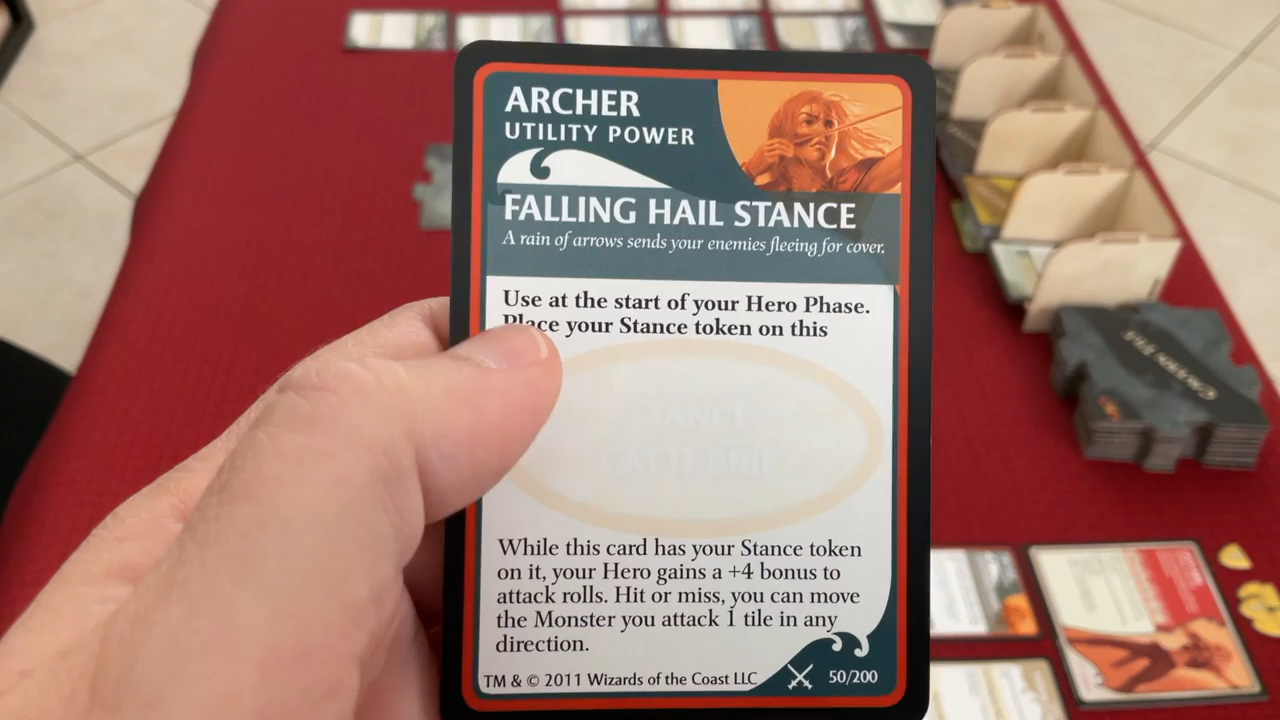 ARCHER
UTILITY POWER
FALLING HAIL STANCE
A rain of arrows sends your enemies fleeing for cover.
Use at the start of your Hero Phase.
Place your Stance token on this
STANCE
CATTI-BRIE
While this card has your Stance token
on it, your Hero gains a +4 bonus to
attack rolls. Hit or miss, you can move
the Monster you attack 1 tile in any
direction.
TM & © 2011 Wizards of the Coast LLC
50/200